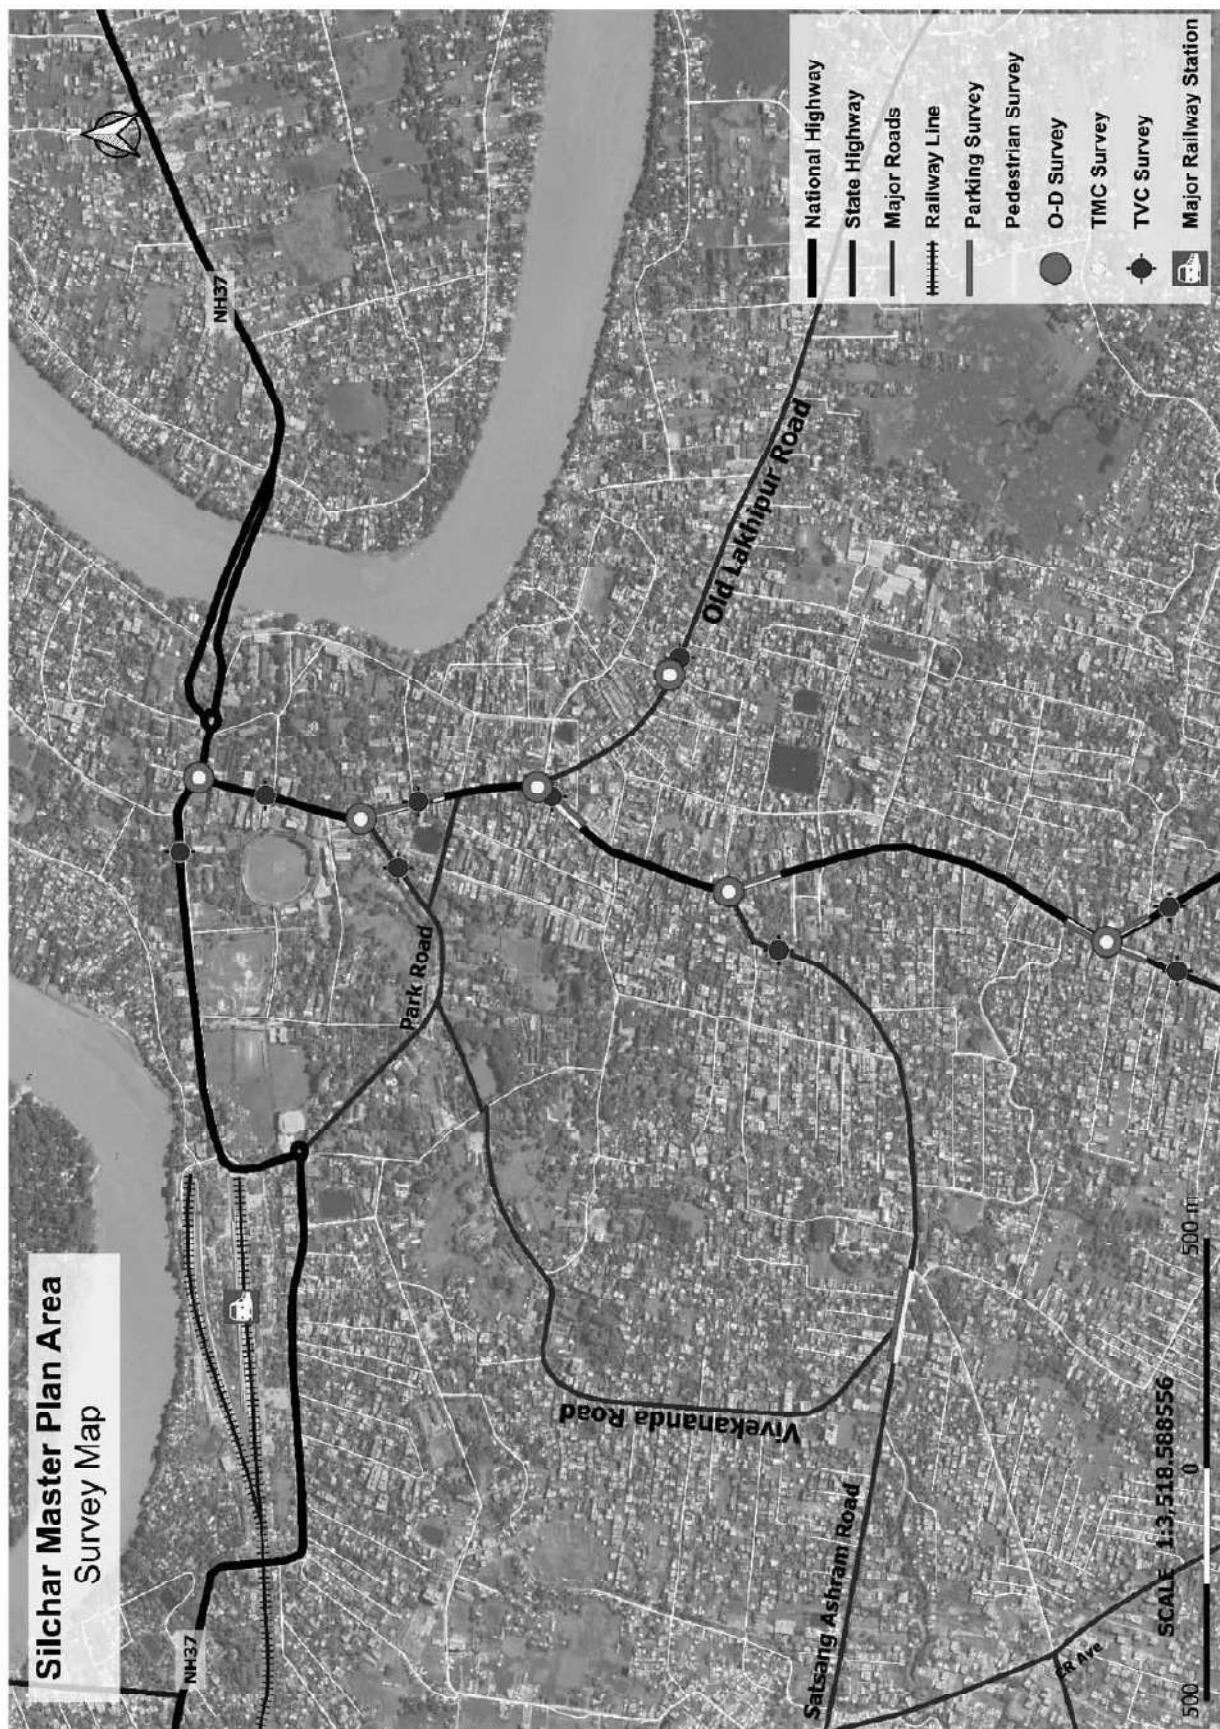 Silchar Master Plan Area
Survey Map
NH37
NH37
Park Road
Old Lakhipur Road
Vivekananda Road
Satsang Ashram Road
National Highway
State Highway
Major Roads
Railway Line
Parking Survey
Pedestrian Survey
O-D Survey
TMC Survey
TVC Survey
Major Railway Station
SCALE 1:3,518.588556
500 0 500 m